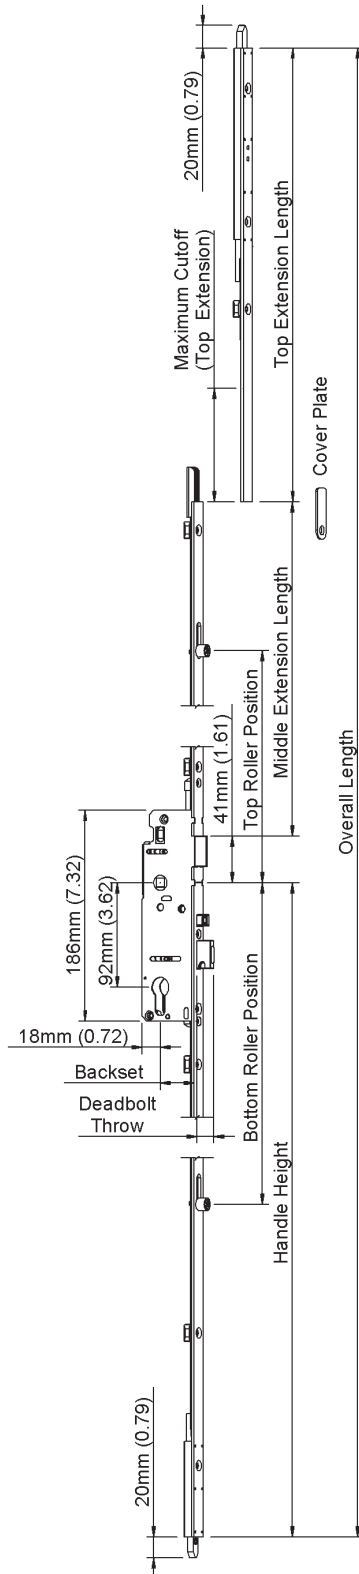 20mm (0.79)
Maximum Cutoff
(Top Extension)
Top Extension Length
Cover Plate
Middle Extension Length
Top Roller Position
41mm (1.61)
Overall Length
186mm (7.32)
92mm (3.62)
18mm (0.72)
Backset
Deadbolt
Throw
Bottom Roller Position
Handle Height
20mm (0.79)